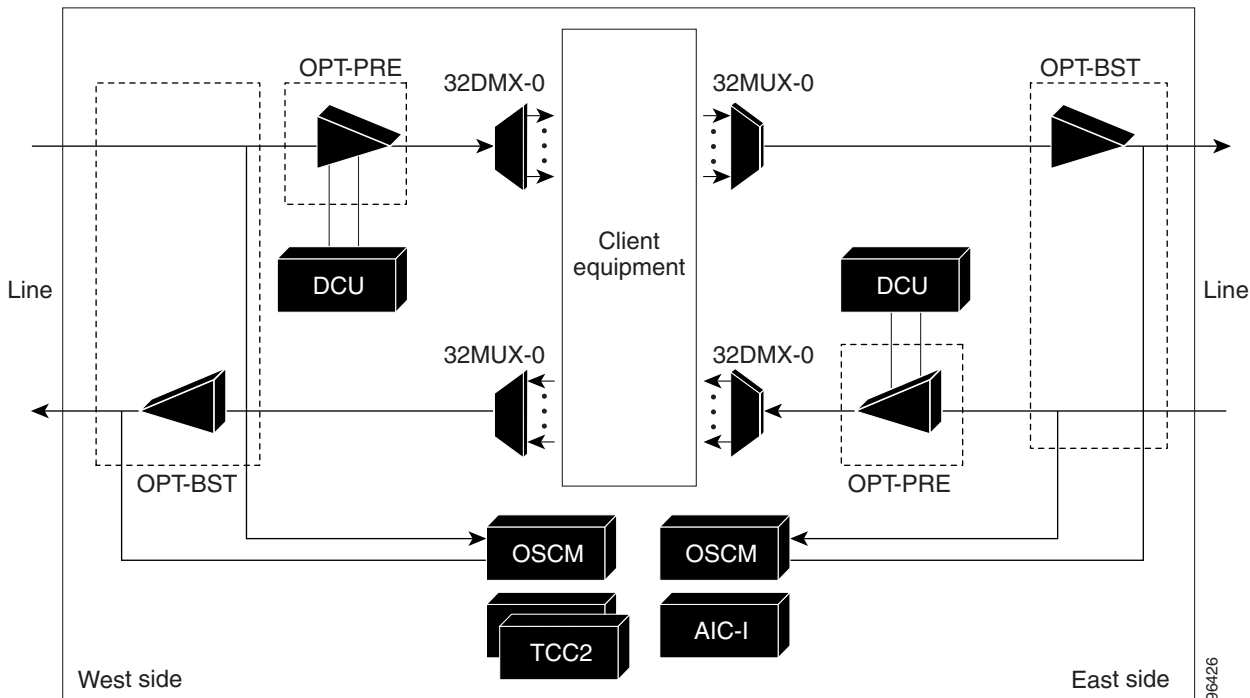 OPT-PRE
32DMX-0
32MUX-0
OPT-BST
Client
equipment
DCU
DCU
Line
Line
32MUX-0
32DMX-0
OPT-BST
OPT-PRE
OSCM
OSCM
TCC2
AIC-I
West side
East side
96426